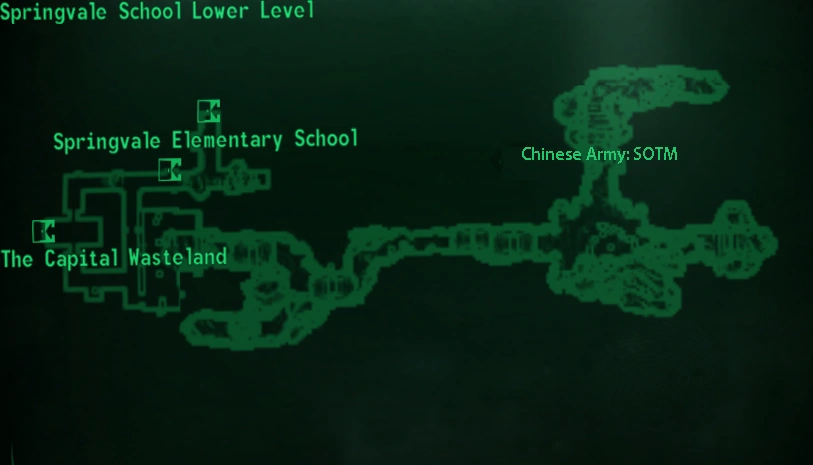 Springvale School Lower Level
Springvale Elementary School
Chinese Army: SOTM
The Capital Wasteland